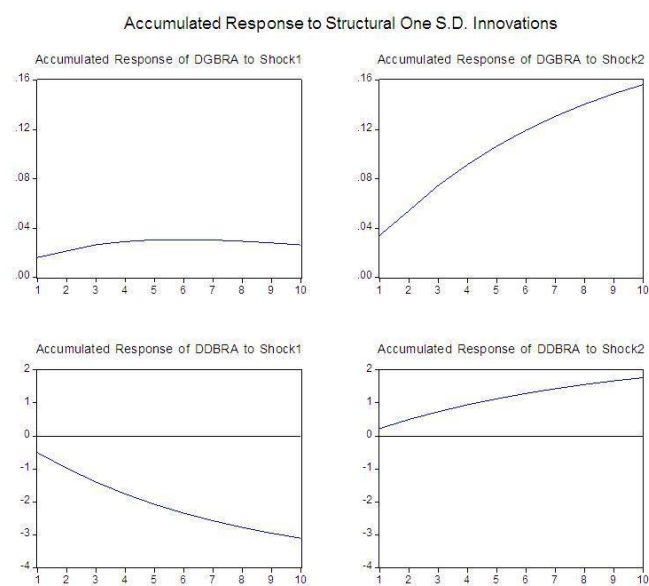 Accumulated Response to Structural One S.D. Innovations
Accumulated Response of DGBRA to Shock1
.16
.12
.08
.04
.00
1 2 3 4 5 6 7 8 9 10
Accumulated Response of DGBRA to Shock2
.16
.12
.08
.04
.00
1 2 3 4 5 6 7 8 9 10
Accumulated Response of DDBRA to Shock1
2
1
0
-1
-2
-3
-4
1 2 3 4 5 6 7 8 9 10
Accumulated Response of DDBRA to Shock2
2
1
0
-1
-2
-3
-4
1 2 3 4 5 6 7 8 9 10